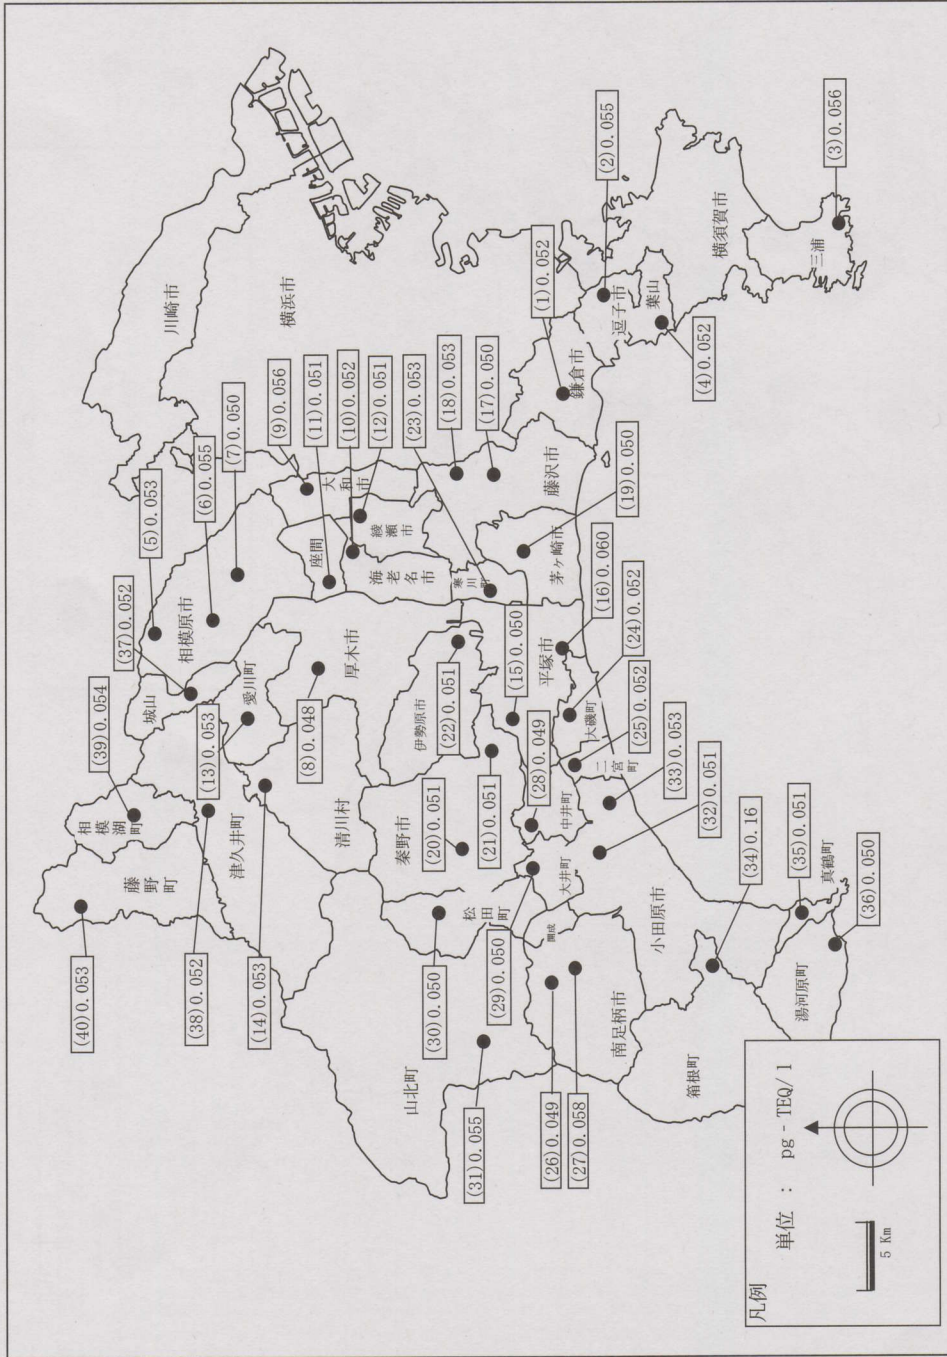 川崎市
横浜市
横須賀市
三浦
葉山
逗子市
鎌倉市
藤沢市
茅ヶ崎市
大和市
綾瀬市
座間
海老名市
相模原市
城山
愛川町
厚木市
伊勢原市
平塚市
大磯町
二宮町
中井町
大井町
開成
松田町
秦野市
清川村
津久井町
相模湖町
藤野町
山北町
南足柄市
小田原市
箱根町
湯河原町
真鶴町
(1)0.052
(2)0.055
(3)0.056
(4)0.052
(5)0.053
(6)0.055
(7)0.050
(8)0.048
(9)0.056
(10)0.052
(11)0.051
(12)0.051
(13)0.053
(14)0.053
(15)0.050
(16)0.060
(17)0.050
(18)0.053
(19)0.050
(20)0.051
(21)0.051
(22)0.051
(23)0.053
(24)0.052
(25)0.052
(26)0.049
(27)0.058
(28)0.049
(29)0.050
(30)0.050
(31)0.055
(32)0.051
(33)0.053
(34)0.16
(35)0.051
(36)0.050
(37)0.052
(38)0.052
(39)0.054
(40)0.053
凡例
単位 : pg-TEQ/l
5 Km